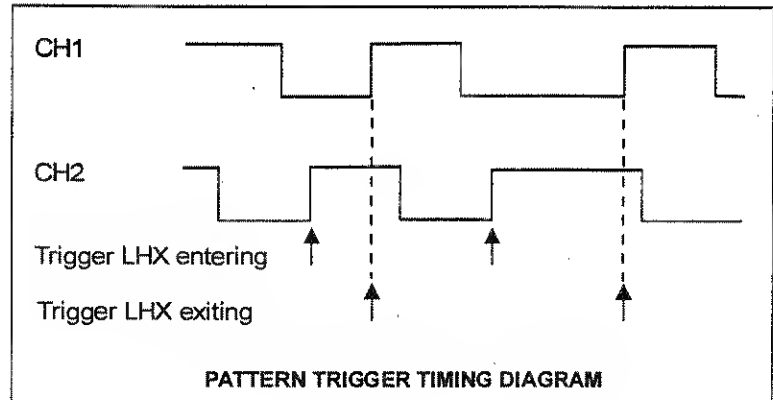 CH1
CH2
Trigger LHX entering
Trigger LHX exiting
PATTERN TRIGGER TIMING DIAGRAM